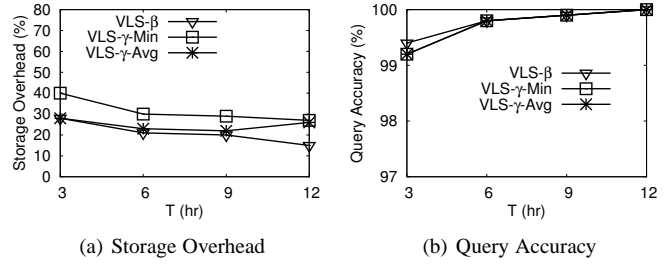 Storage Overhead (%)
80
70
60
50
40
30
20
10
0
VLS-β
VLS-γ-Min
VLS-γ-Avg
3
6
9
12
T (hr)
(a) Storage Overhead
Query Accuracy (%)
100
99
98
97
VLS-β
VLS-γ-Min
VLS-γ-Avg
3
6
9
12
T (hr)
(b) Query Accuracy